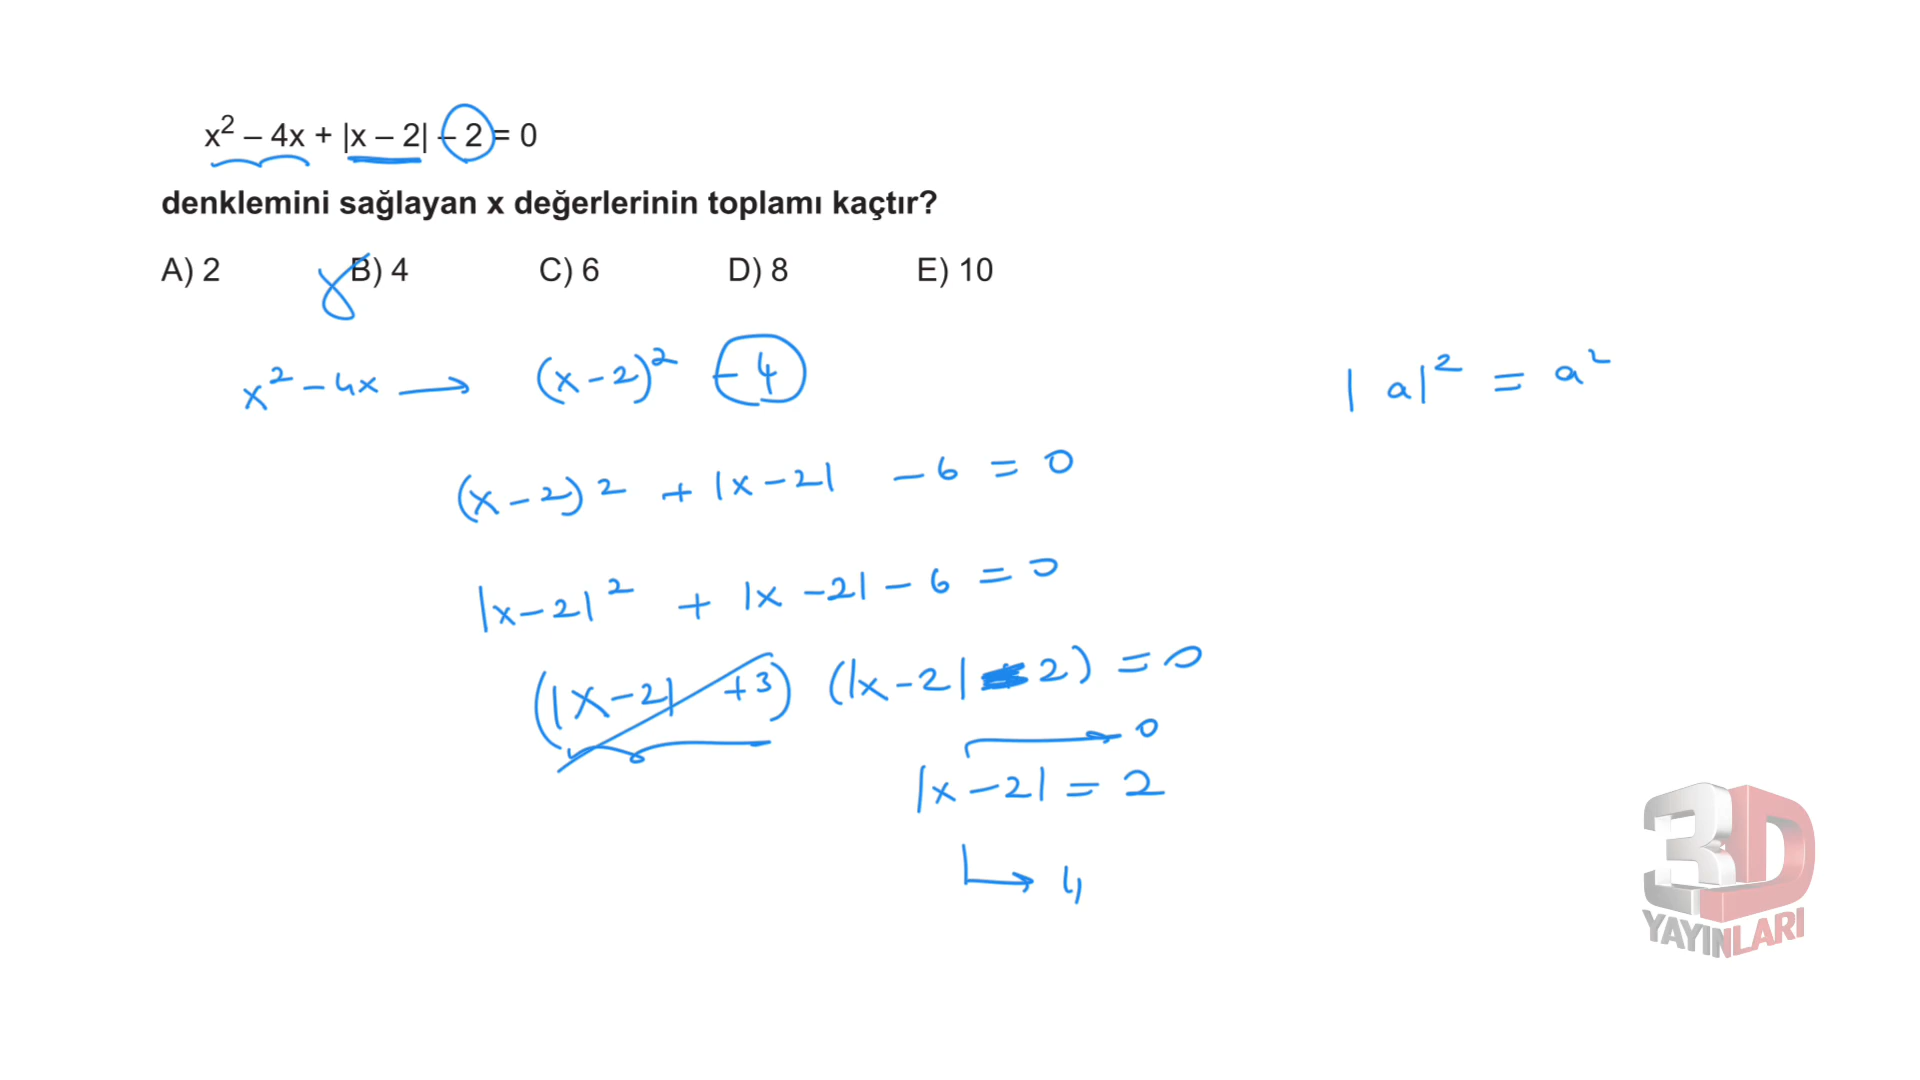 x² – 4x + |x – 2| – 2 = 0
denklemini sağlayan x değerlerinin toplamı kaçtır?
A) 2 B) 4 C) 6 D) 8 E) 10
x² – 4x → (x – 2)² – 4
|a|² = a²
(x – 2)² + |x – 2| – 6 = 0
|x – 2|² + |x – 2| – 6 = 0
(|x – 2| + 3) (|x – 2| – 2) = 0
0
|x – 2| = 2
4
3D
YAYINLARI